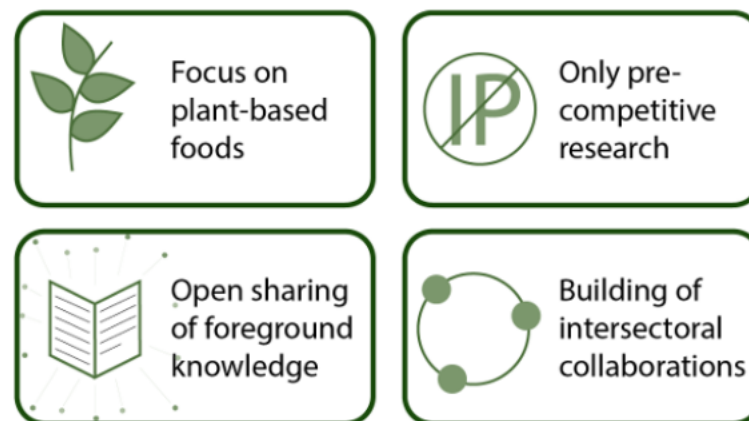 Focus on
plant-based
foods
IP
Only pre-
competitive
research
Open sharing
of foreground
knowledge
Building of
intersectoral
collaborations